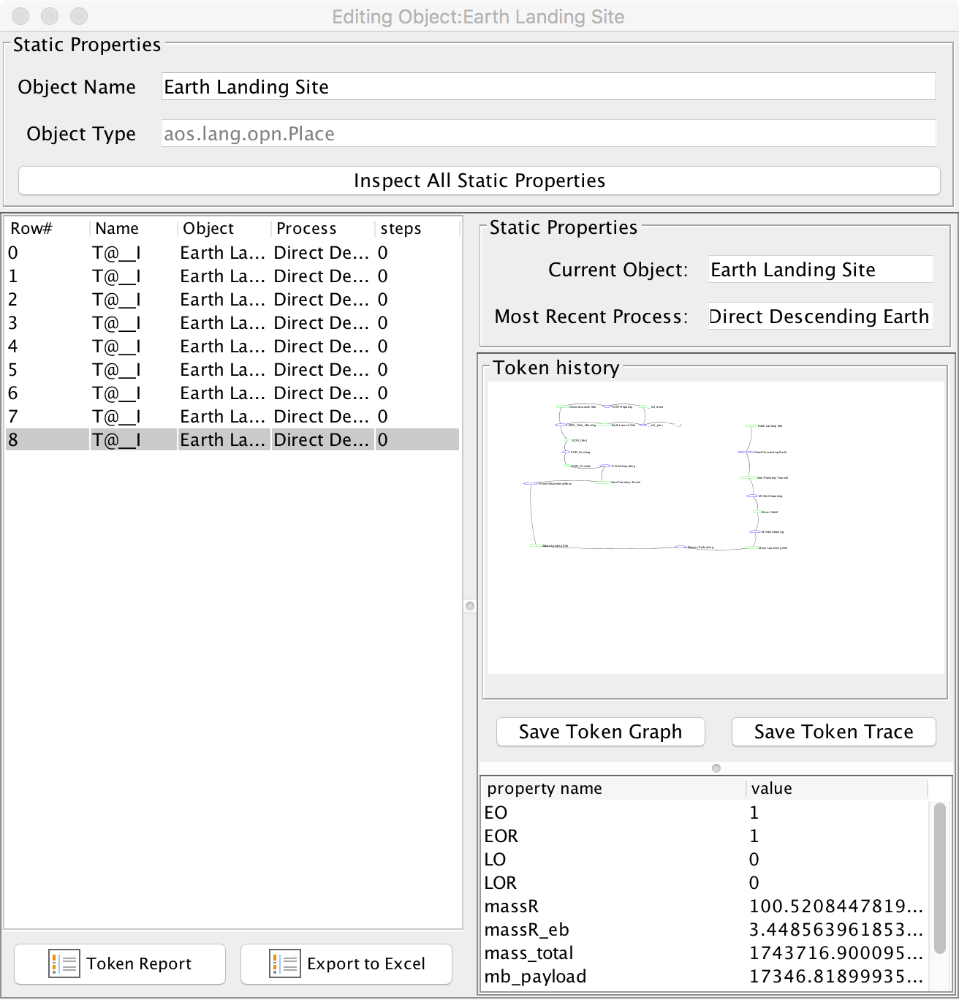 Editing Object:Earth Landing Site
Static Properties
Object Name Earth Landing Site
Object Type aos.lang.opn.Place
Inspect All Static Properties
Row# Name Object Process steps
0 T@__I Earth La... Direct De... 0
1 T@__I Earth La... Direct De... 0
2 T@__I Earth La... Direct De... 0
3 T@__I Earth La... Direct De... 0
4 T@__I Earth La... Direct De... 0
5 T@__I Earth La... Direct De... 0
6 T@__I Earth La... Direct De... 0
7 T@__I Earth La... Direct De... 0
8 T@__I Earth La... Direct De... 0
Token Report
Export to Excel
Static Properties
Current Object: Earth Landing Site
Most Recent Process: Direct Descending Earth
Token history
Second Launch Site EOR Preparing __init_done
EOR_Orbit_Attaining Earth Launch Site __init_proc
Earth Landing Site
EOR_Orbit
EOR_Docking
Direct Descending Earth
EOR_Docked E-Orbit Departing
Inter-Planetary Transit2
Direct Descending Moon Inter-Planetary Transit
M-Orbit Departing
Moon Orbit2
M-Orbit Attaining
Moon Landing Site Mission Performing Moon Launching Site
Save Token Graph
Save Token Trace
property name value
EO 1
EOR 1
LO 0
LOR 0
massR 100.5208447819...
massR_eb 3.448563961853...
mass_total 1743716.900095...
mb_payload 17346.81899935...